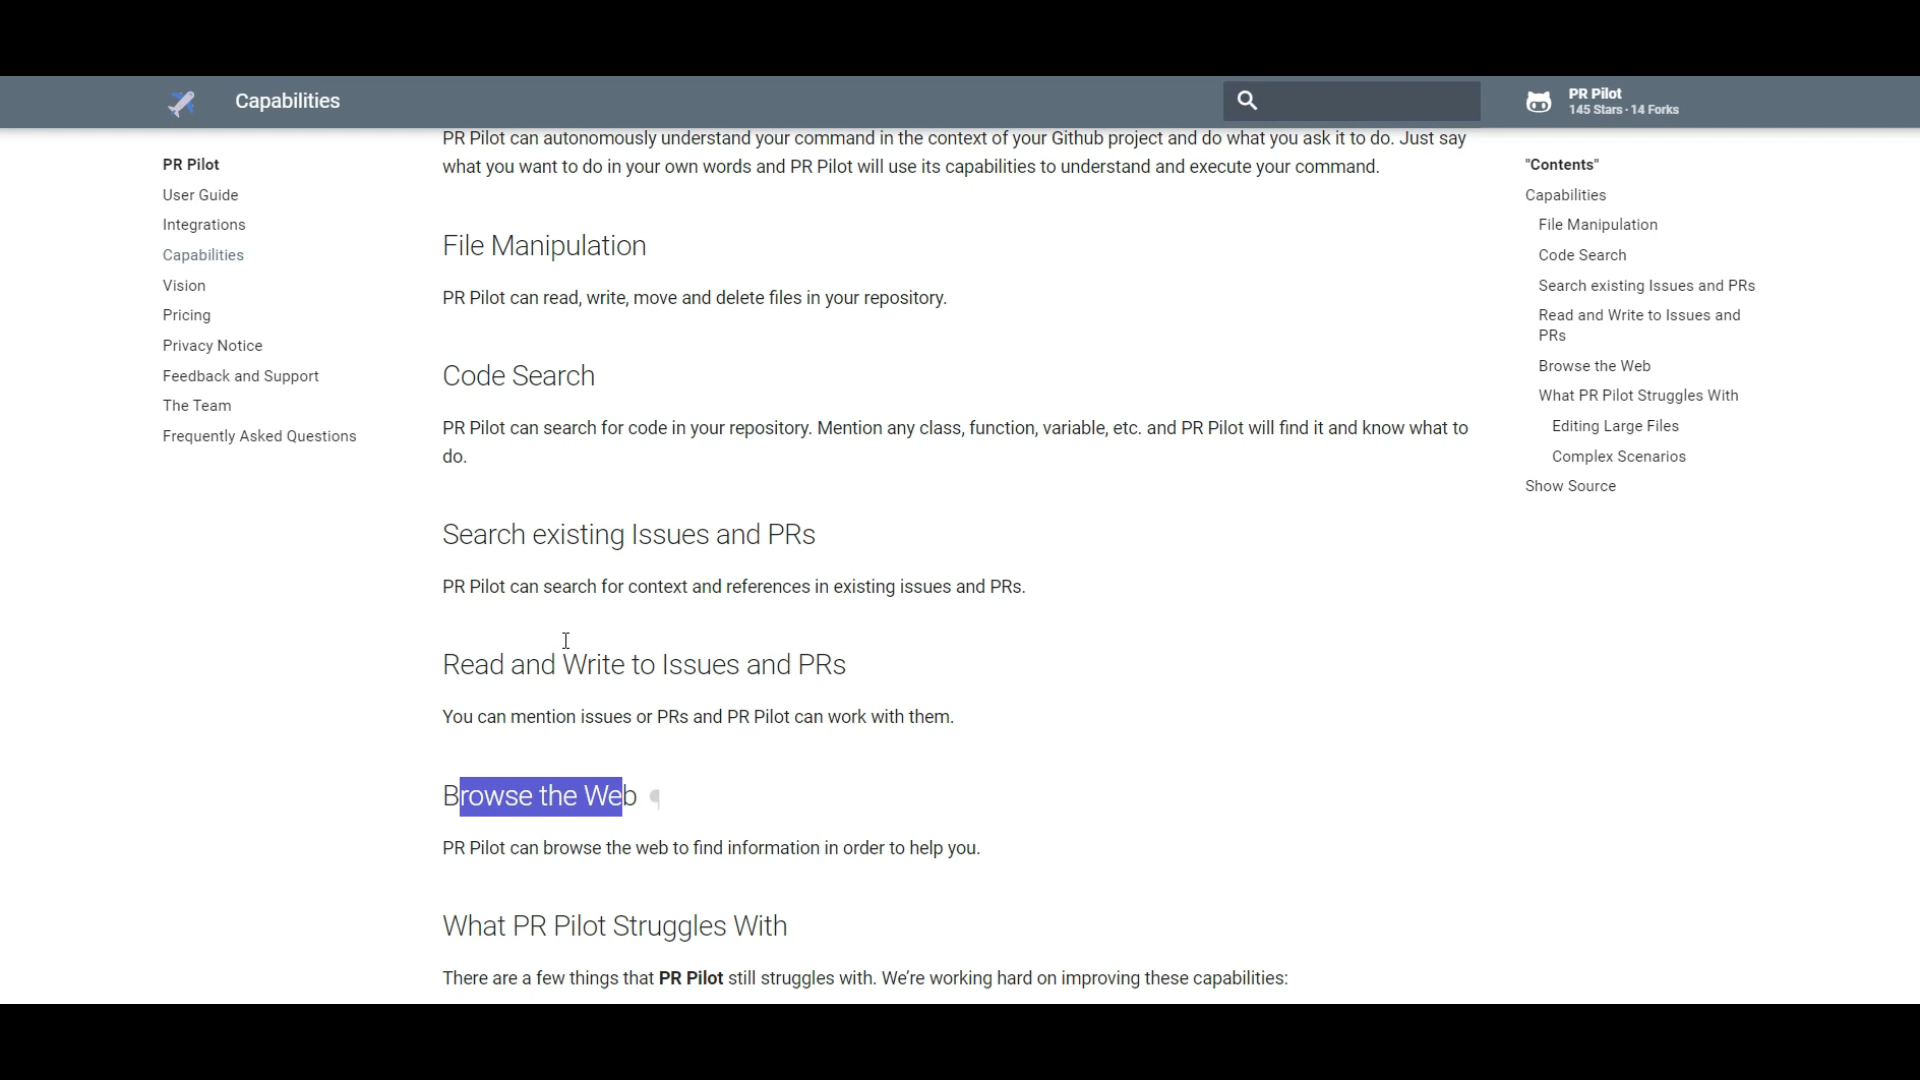 Capabilities
PR Pilot
145 Stars · 14 Forks
PR Pilot
User Guide
Integrations
Capabilities
Vision
Pricing
Privacy Notice
Feedback and Support
The Team
Frequently Asked Questions
PR Pilot can autonomously understand your command in the context of your Github project and do what you ask it to do. Just say
what you want to do in your own words and PR Pilot will use its capabilities to understand and execute your command.
File Manipulation
PR Pilot can read, write, move and delete files in your repository.
Code Search
PR Pilot can search for code in your repository. Mention any class, function, variable, etc. and PR Pilot will find it and know what to
do.
Search existing Issues and PRs
PR Pilot can search for context and references in existing issues and PRs.
Read and Write to Issues and PRs
You can mention issues or PRs and PR Pilot can work with them.
Browse the Web ¶
PR Pilot can browse the web to find information in order to help you.
What PR Pilot Struggles With
There are a few things that PR Pilot still struggles with. We're working hard on improving these capabilities:
"Contents"
Capabilities
File Manipulation
Code Search
Search existing Issues and PRs
Read and Write to Issues and
PRs
Browse the Web
What PR Pilot Struggles With
Editing Large Files
Complex Scenarios
Show Source